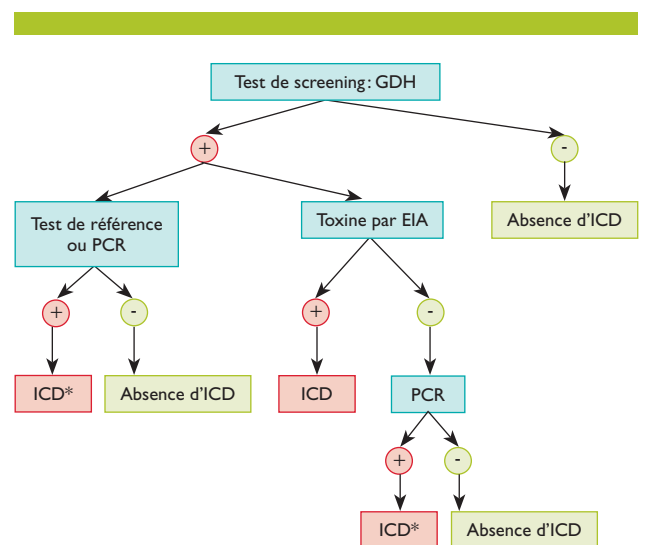 Test de screening: GDH
+
-
Test de référence
ou PCR
Toxine par EIA
Absence d'ICD
+
-
+
-
ICD*
Absence d'ICD
ICD
PCR
+
-
ICD*
Absence d'ICD